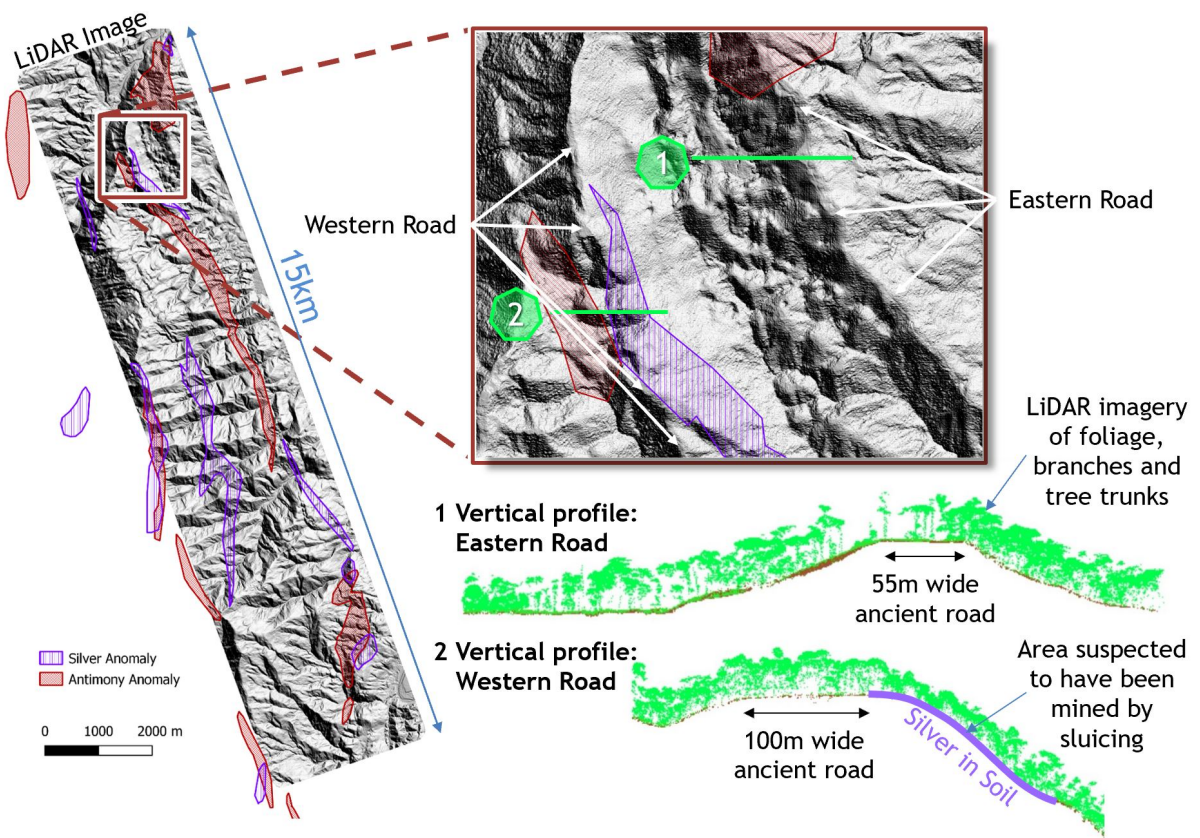 LiDAR Image
15km
Western Road
Eastern Road
1
2
LiDAR imagery
of foliage,
branches and
tree trunks
1 Vertical profile:
Eastern Road
55m wide
ancient road
2 Vertical profile:
Western Road
100m wide
ancient road
Silver in Soil
Area suspected
to have been
mined by
sluicing
Silver Anomaly
Antimony Anomaly
0 1000 2000 m